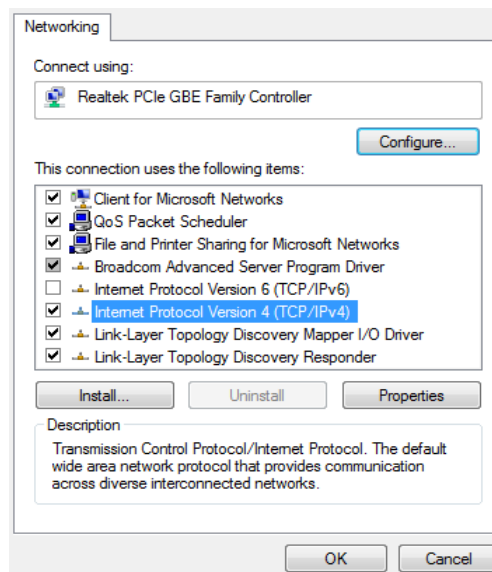 Networking
Connect using:
Realtek PCIe GBE Family Controller
Configure...
This connection uses the following items:
Client for Microsoft Networks
QoS Packet Scheduler
File and Printer Sharing for Microsoft Networks
Broadcom Advanced Server Program Driver
Internet Protocol Version 6 (TCP/IPv6)
Internet Protocol Version 4 (TCP/IPv4)
Link-Layer Topology Discovery Mapper I/O Driver
Link-Layer Topology Discovery Responder
Install... Uninstall Properties
Description
Transmission Control Protocol/Internet Protocol. The default
wide area network protocol that provides communication
across diverse interconnected networks.
OK Cancel